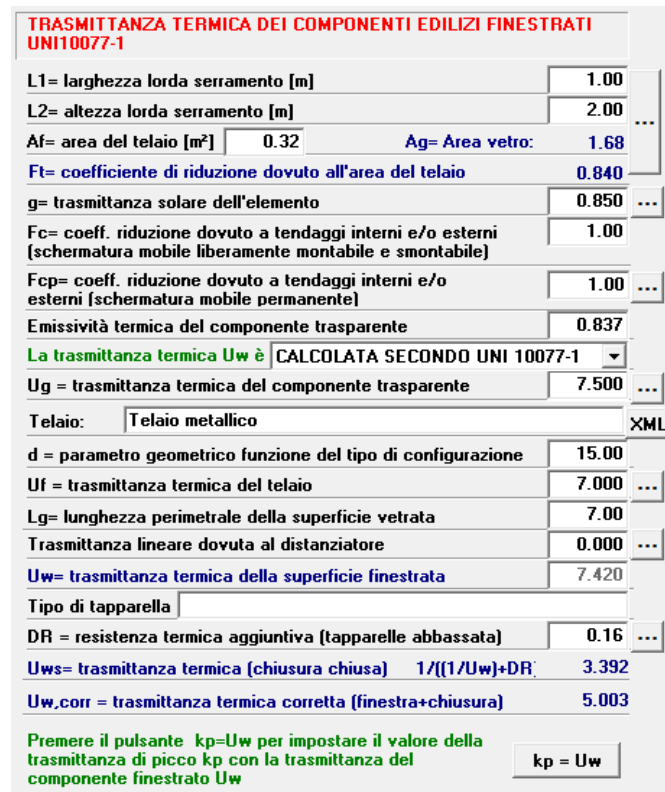 TRASMITTANZA TERMICA DEI COMPONENTI EDILIZI FINESTRATI
UNI10077-1
L1= larghezza lorda serramento [m] 1.00
L2= altezza lorda serramento [m] 2.00
...
Af= area del telaio [m²] 0.32 Ag= Area vetro: 1.68
Ft= coefficiente di riduzione dovuto all'area del telaio 0.840
g= trasmittanza solare dell'elemento 0.850 ...
Fc= coeff. riduzione dovuto a tendaggi interni e/o esterni 1.00
(schermatura mobile liberamente montabile e smontabile)
Fcp= coeff. riduzione dovuto a tendaggi interni e/o 1.00 ...
esterni (schermatura mobile permanente)
Emissività termica del componente trasparente 0.837
La trasmittanza termica Uw è CALCOLATA SECONDO UNI 10077-1
Ug = trasmittanza termica del componente trasparente 7.500 ...
Telaio: Telaio metallico XML
d = parametro geometrico funzione del tipo di configurazione 15.00
Uf = trasmittanza termica del telaio 7.000 ...
Lg= lunghezza perimetrale della superficie vetrata 7.00
Trasmittanza lineare dovuta al distanziatore 0.000 ...
Uw= trasmittanza termica della superficie finestrata 7.420
Tipo di tapparella
DR = resistenza termica aggiuntiva (tapparelle abbassata) 0.16 ...
Uws= trasmittanza termica (chiusura chiusa) 1/((1/Uw)+DR) 3.392
Uw,corr = trasmittanza termica corretta (finestra+chiusura) 5.003
Premere il pulsante kp=Uw per impostare il valore della
trasmittanza di picco kp con la trasmittanza del
componente finestrato Uw
kp = Uw